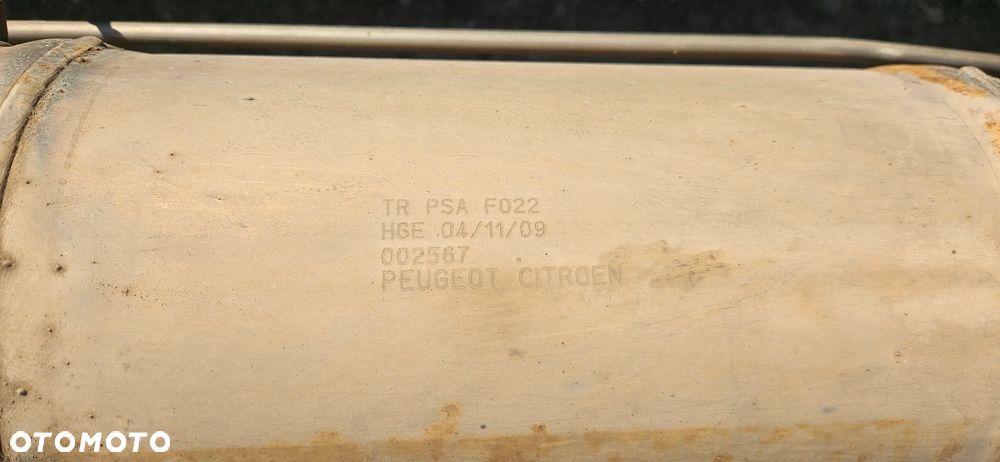 TR PSA F022
HGE 04/11/09
002567
PEUGEOT CITROEN
OTOMOTO